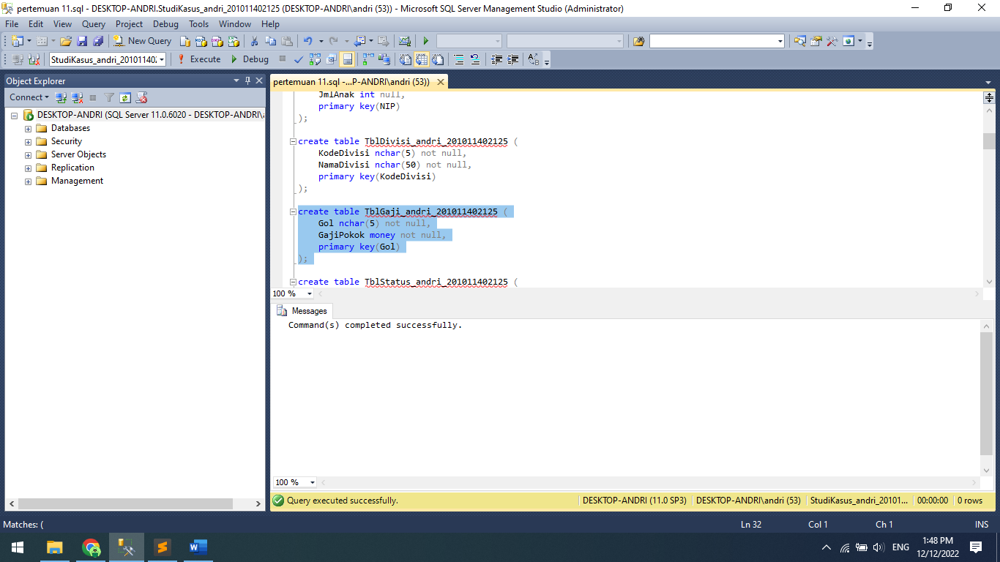 pertemuan 11.sql - DESKTOP-ANDRI.StudiKasus_andri_201011402125 (DESKTOP-ANDRI\andri (53)) - Microsoft SQL Server Management Studio (Administrator)
File Edit View Query Project Debug Tools Window Help
New Query
StudiKasus_andri_20101140 Execute Debug
Object Explorer
Connect
DESKTOP-ANDRI (SQL Server 11.0.6020 - DESKTOP-ANDRI\
Databases
Security
Server Objects
Replication
Management
pertemuan 11.sql -...P-ANDRI\andri (53))
JmlAnak int null,
primary key(NIP)
);
create table TblDivisi_andri_201011402125 (
KodeDivisi nchar(5) not null,
NamaDivisi nchar(50) not null,
primary key(KodeDivisi)
);
create table TblGaji_andri_201011402125 (
Gol nchar(5) not null,
GajiPokok money not null,
primary key(Gol)
);
create table TblStatus_andri_201011402125 (
100 %
Messages
Command(s) completed successfully.
100 %
Query executed successfully. DESKTOP-ANDRI (11.0 SP3) DESKTOP-ANDRI\andri (53) StudiKasus_andri_20101... 00:00:00 0 rows
Matches: ( Ln 32 Col 1 Ch 1 INS
ENG
1:48 PM
12/12/2022